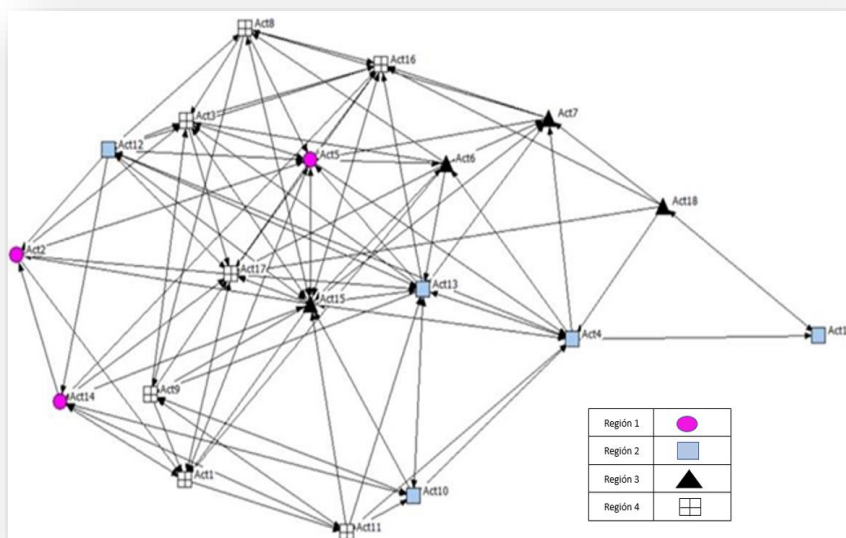 Act8
Act16
Act3
Act7
Act12
Act5
Act6
Act18
Act2
Act17
Act13
Act15
Act4
Act1
Act9
Act14
Act1
Act10
Act11
Región 1
Región 2
Región 3
Región 4